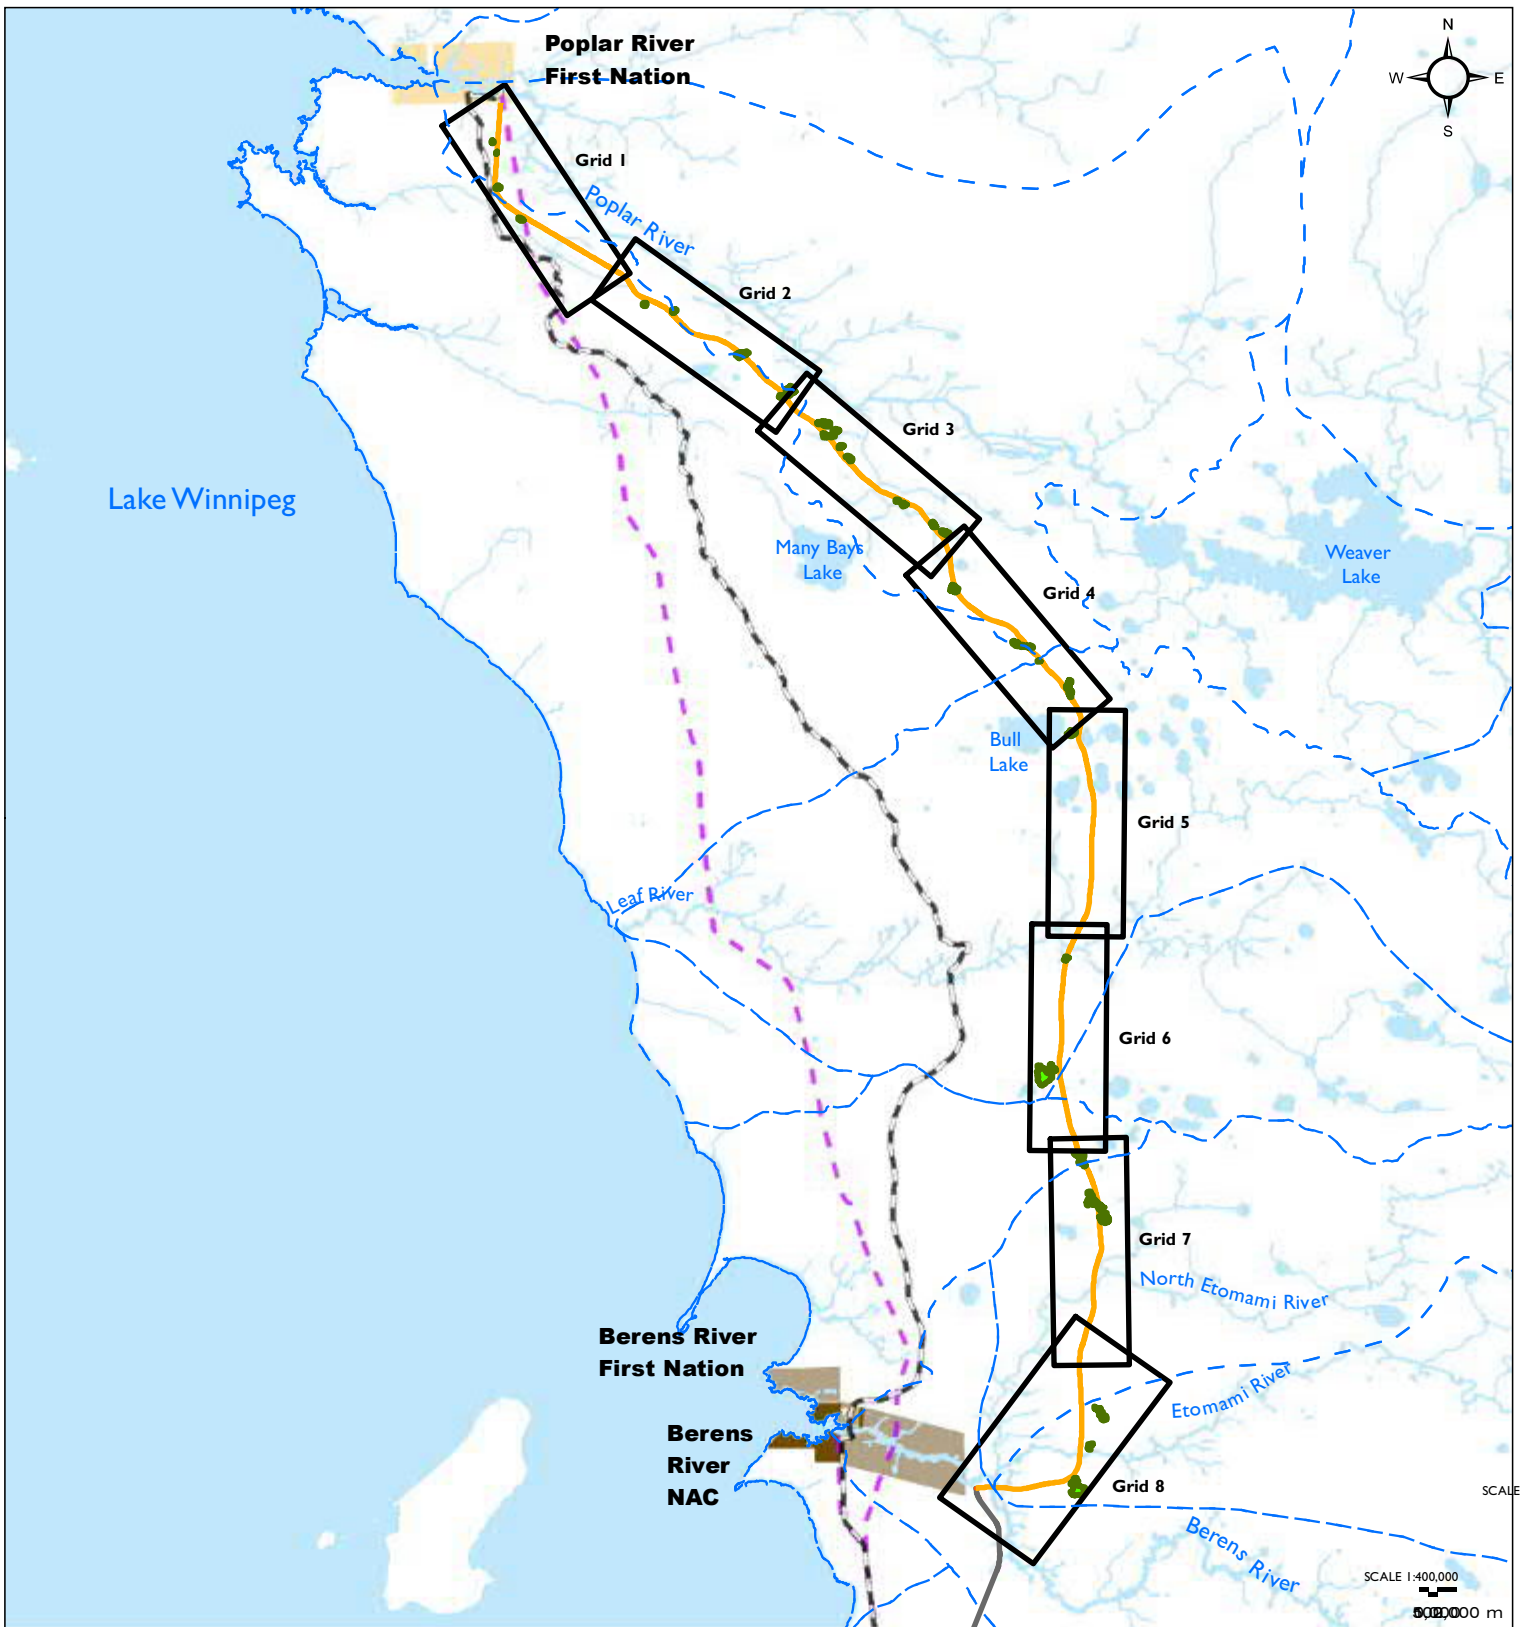 N
W E
S
Poplar River
First Nation
Grid 1
Poplar River
Grid 2
Grid 3
Lake Winnipeg
Many Bays
Lake
Weaver
Lake
Grid 4
Bull
Lake
Grid 5
Leaf River
Grid 6
Grid 7
North Etomami River
Berens River
First Nation
Etomami River
Berens
River
NAC
Grid 8
SCALE
Berens River
SCALE 1:400,000
m